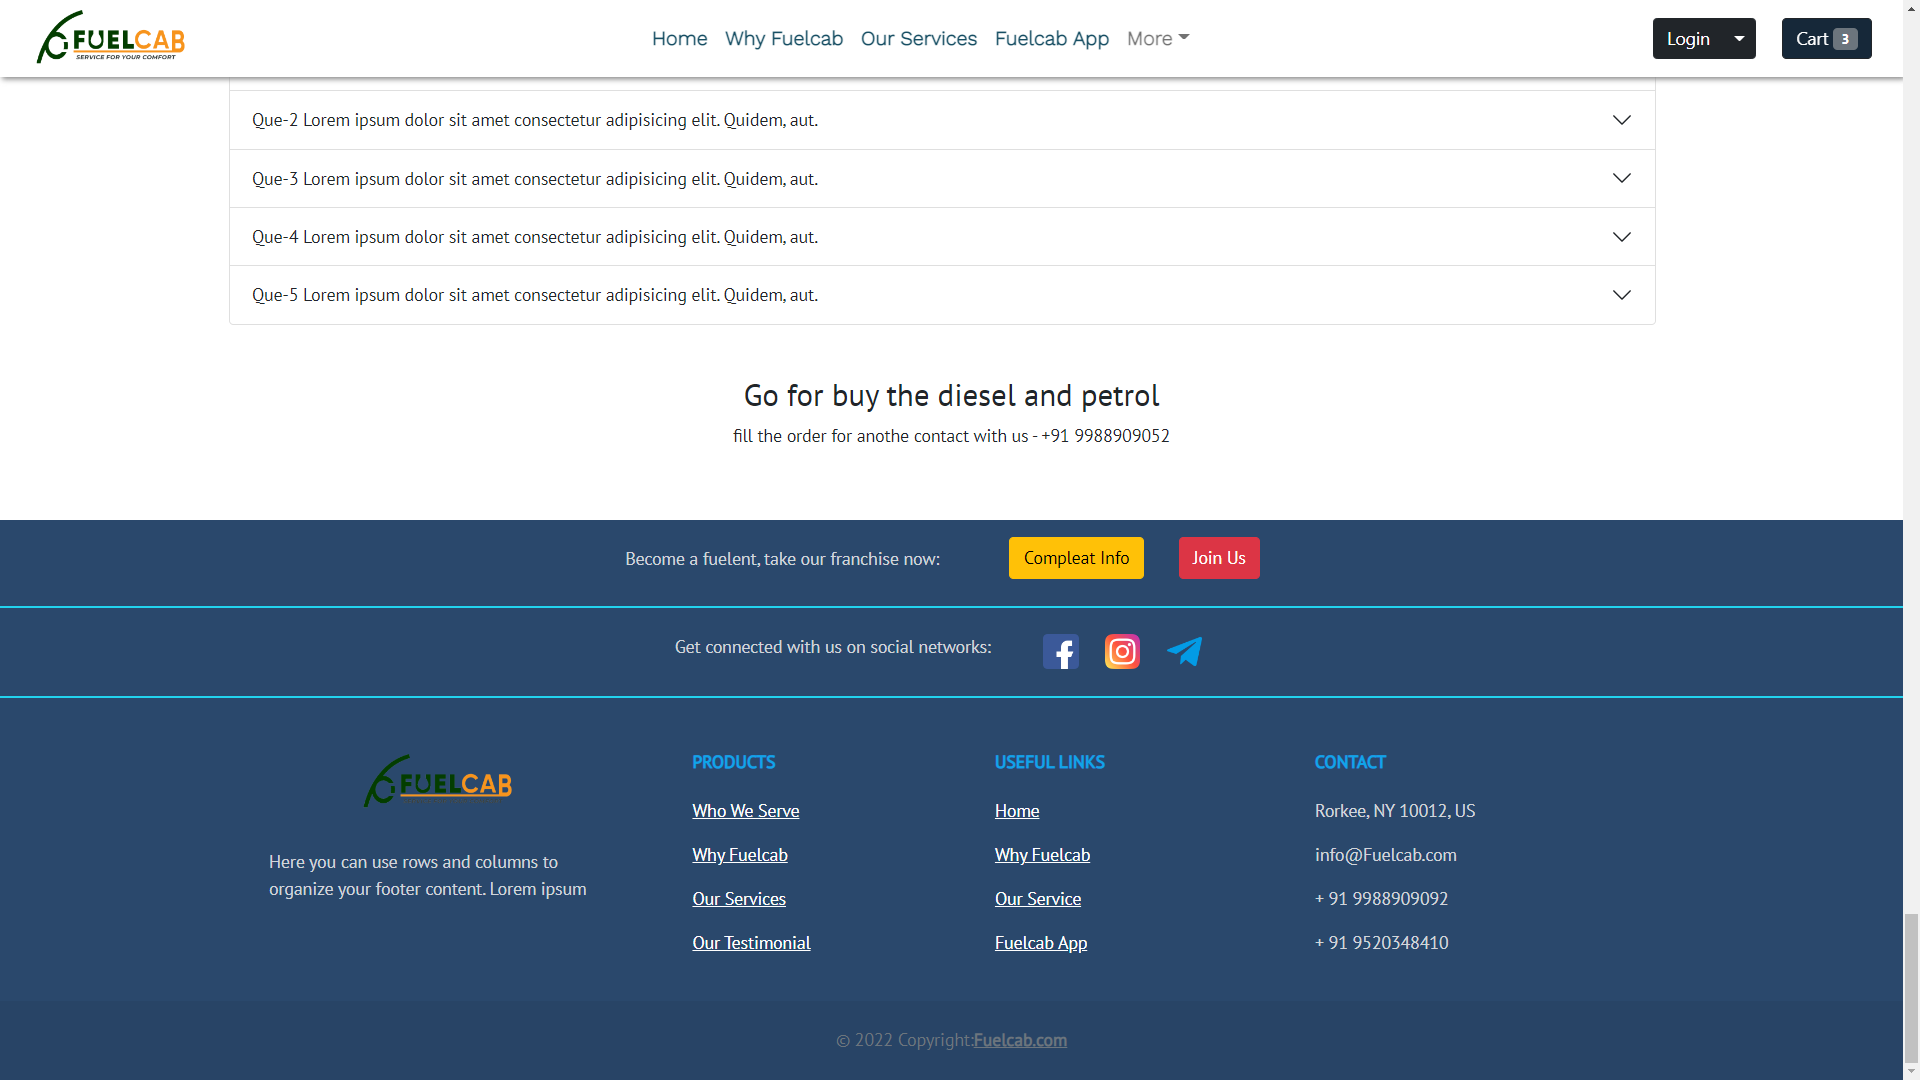 FUELCAB
SERVICE FOR YOUR COMFORT
Home Why Fuelcab Our Services Fuelcab App More
Login
Cart 3
Que-2 Lorem ipsum dolor sit amet consectetur adipisicing elit. Quidem, aut.
Que-3 Lorem ipsum dolor sit amet consectetur adipisicing elit. Quidem, aut.
Que-4 Lorem ipsum dolor sit amet consectetur adipisicing elit. Quidem, aut.
Que-5 Lorem ipsum dolor sit amet consectetur adipisicing elit. Quidem, aut.
Go for buy the diesel and petrol
fill the order for anothe contact with us - +91 9988909052
Become a fuelent, take our franchise now:
Compleat Info
Join Us
Get connected with us on social networks:
FUELCAB
Here you can use rows and columns to
organize your footer content. Lorem ipsum
PRODUCTS
Who We Serve
Why Fuelcab
Our Services
Our Testimonial
USEFUL LINKS
Home
Why Fuelcab
Our Service
Fuelcab App
CONTACT
Rorkee, NY 10012, US
info@Fuelcab.com
+ 91 9988909092
+ 91 9520348410
© 2022 Copyright:Fuelcab.com